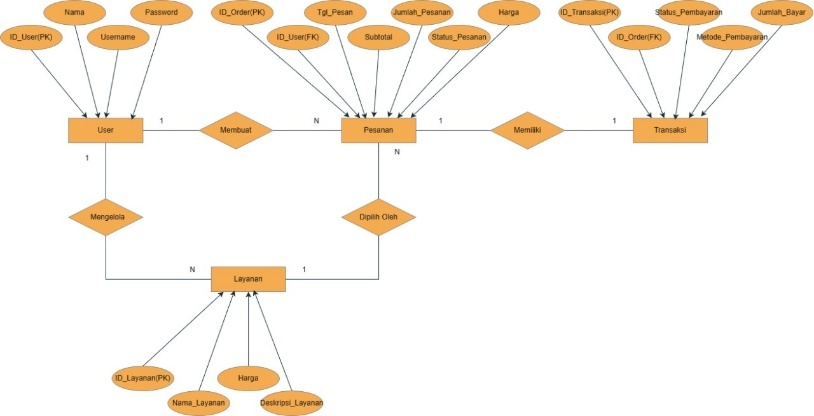 Nama
Password
ID_User(PK)
Username
ID_Order(PK)
Tgl_Pesan
Jumlah_Pesanan
Harga
ID_User(FK)
Subtotal
Status_Pesanan
ID_Transaksi(PK)
Status_Pembayaran
Jumlah_Bayar
ID_Order(FK)
Metode_Pembayaran
User
1
Membuat
N
Pesanan
1
Memiliki
1
Transaksi
1
N
Mengelola
Dipilih Oleh
N
Layanan
1
ID_Layanan(PK)
Harga
Nama_Layanan
Deskripsi_Layanan